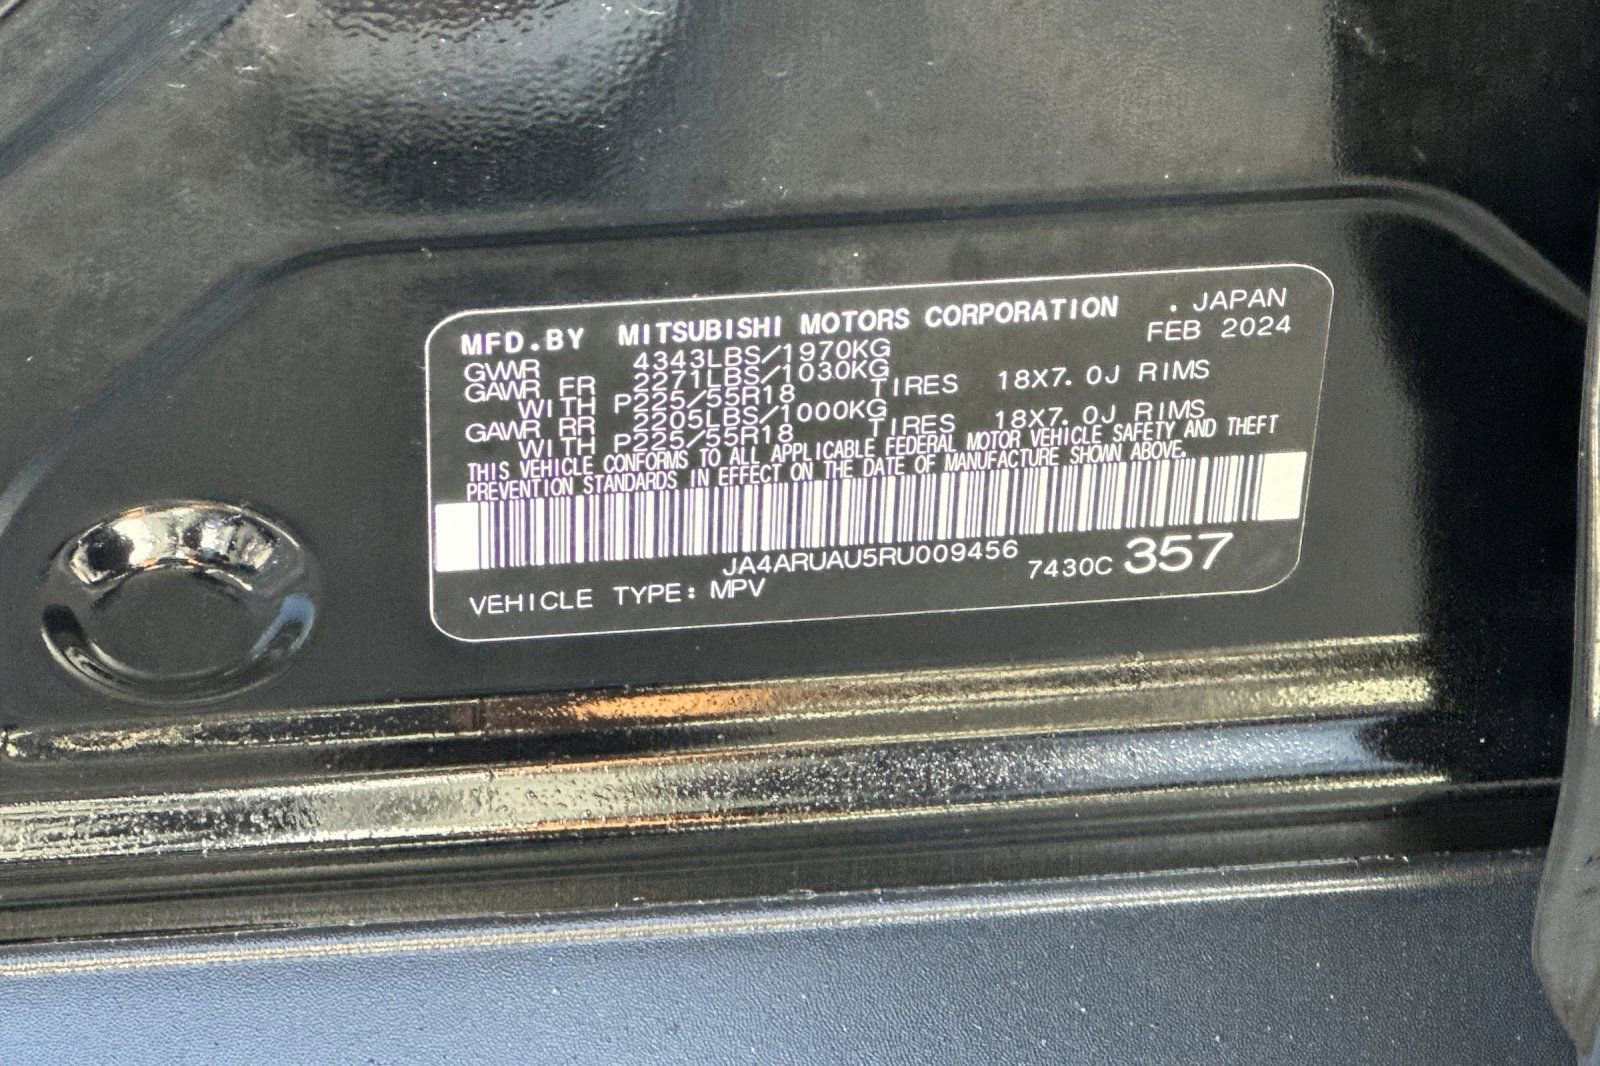 MFD.BY MITSUBISHI MOTORS CORPORATION . JAPAN
FEB 2024
GVWR 4343LBS/1970KG
GAWR FR 2271LBS/1030KG
WITH P225/55R18 TIRES 18X7.0J RIMS
GAWR RR 2205LBS/1000KG
WITH P225/55R18 TIRES 18X7.0J RIMS
THIS VEHICLE CONFORMS TO ALL APPLICABLE FEDERAL MOTOR VEHICLE SAFETY AND THEFT
PREVENTION STANDARDS IN EFFECT ON THE DATE OF MANUFACTURE SHOWN ABOVE.
JA4ARUAU5RU009456 7430C 357
VEHICLE TYPE: MPV